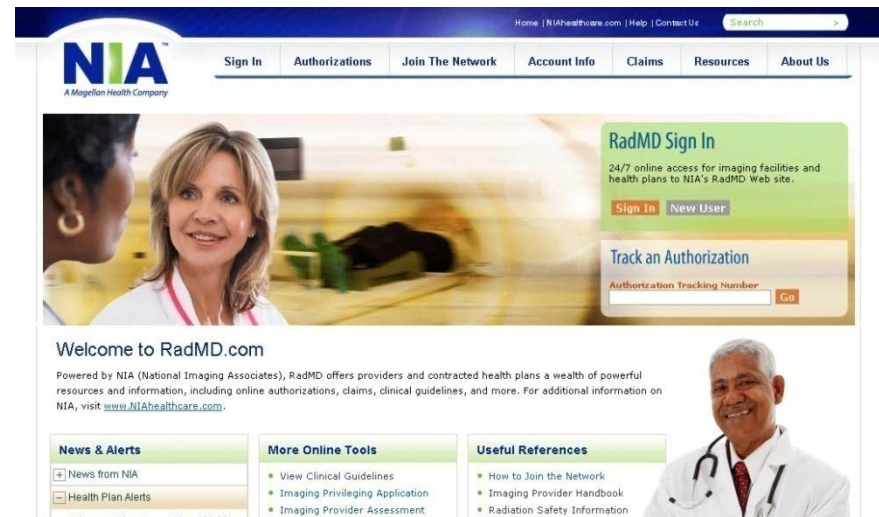 Home | NIAhealthcare.com | Help | Contact Us
Search >
NIA™
A Magellan Health Company
Sign In Authorizations Join The Network Account Info Claims Resources About Us
RadMD Sign In
24/7 online access for imaging facilities and
health plans to NIA's RadMD Web site.
Sign In New User
Track an Authorization
Authorization Tracking Number
Go
Welcome to RadMD.com
Powered by NIA (National Imaging Associates), RadMD offers providers and contracted health plans a wealth of powerful
resources and information, including online authorizations, claims, clinical guidelines, and more. For additional information on
NIA, visit www.NIAhealthcare.com.
News & Alerts
+ News from NIA
– Health Plan Alerts
More Online Tools
• View Clinical Guidelines
• Imaging Privileging Application
• Imaging Provider Assessment
Useful References
• How to Join the Network
• Imaging Provider Handbook
• Radiation Safety Information